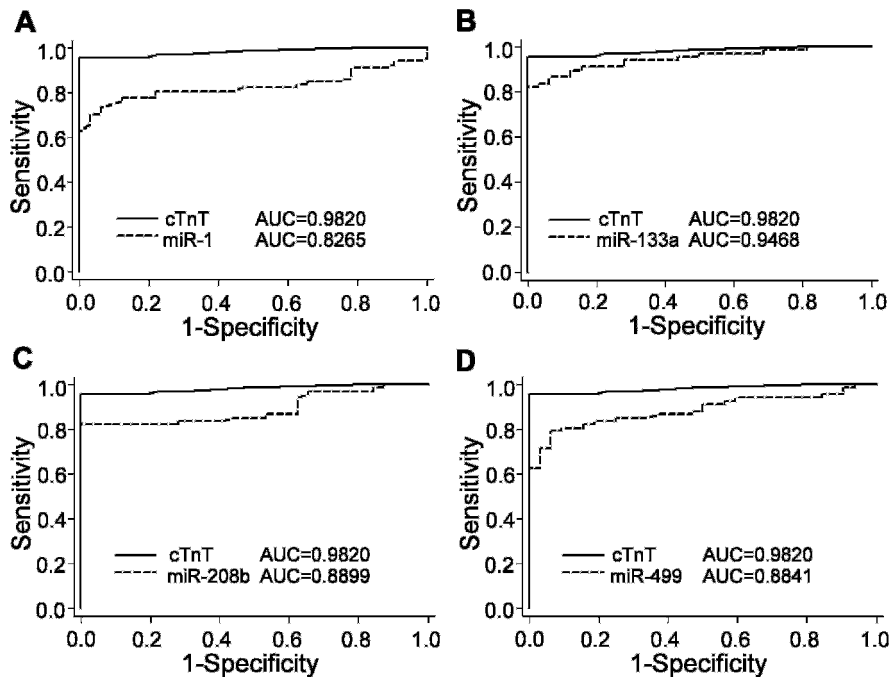 A
Sensitivity
1.0
0.8
0.6
0.4
0.2
0.0
cTnT AUC=0.9820
miR-1 AUC=0.8265
0.0 0.2 0.4 0.6 0.8 1.0
1-Specificity
B
Sensitivity
1.0
0.8
0.6
0.4
0.2
0.0
cTnT AUC=0.9820
miR-133a AUC=0.9468
0.0 0.2 0.4 0.6 0.8 1.0
1-Specificity
C
Sensitivity
1.0
0.8
0.6
0.4
0.2
0.0
cTnT AUC=0.9820
miR-208b AUC=0.8899
0.0 0.2 0.4 0.6 0.8 1.0
1-Specificity
D
Sensitivity
1.0
0.8
0.6
0.4
0.2
0.0
cTnT AUC=0.9820
miR-499 AUC=0.8841
0.0 0.2 0.4 0.6 0.8 1.0
1-Specificity